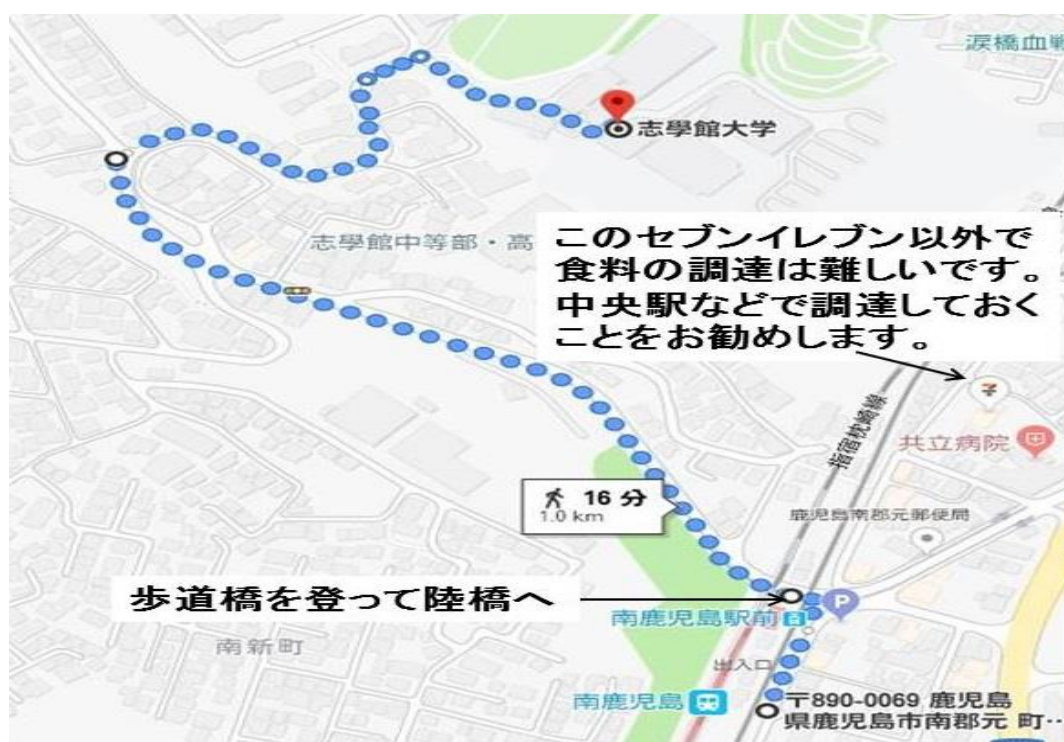 涙橋血戦
志學館大学
志學館中等部・高
このセブンイレブン以外で
食料の調達は難しいです。
中央駅などで調達しておく
ことをお勧めします。
指宿枕崎線
共立病院
16 分
1.0 km
鹿児島南郡元郵便局
歩道橋を登って陸橋へ
P
南鹿児島駅前
南新町
出入口
南鹿児島
〒890-0069 鹿児島
県鹿児島市南郡元 町…